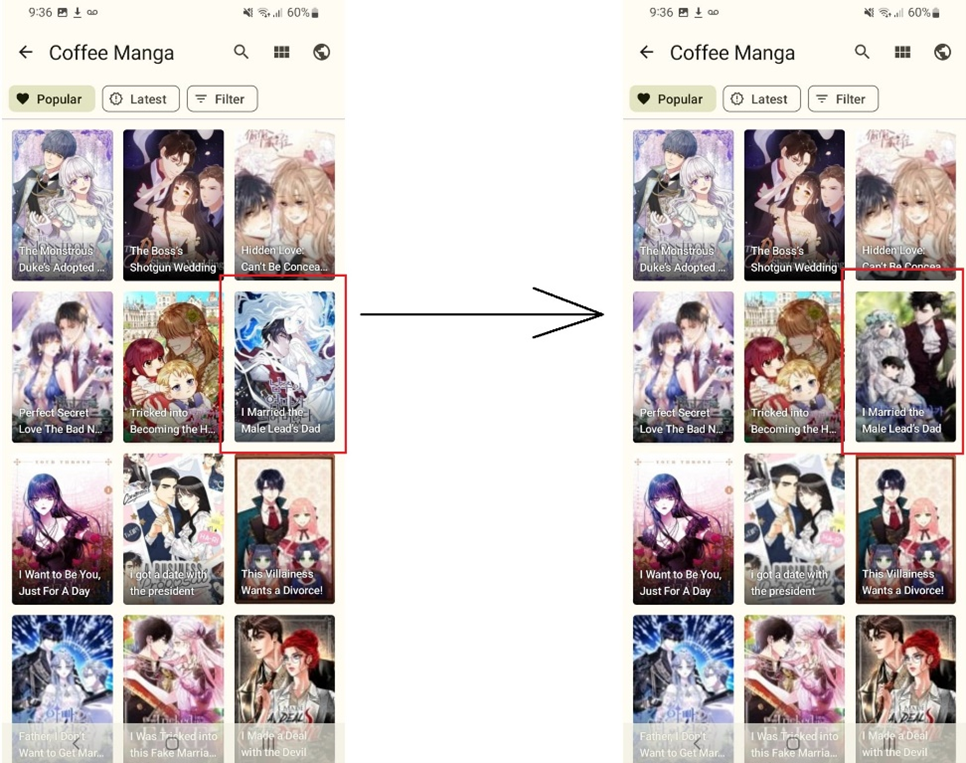 9:36
60%
Coffee Manga
Popular
Latest
Filter
The Monstrous
Duke's Adopted ...
The Boss's
Shotgun Wedding
Hidden Love:
Can't Be Concea...
Perfect Secret
Love The Bad N...
Tricked into
Becoming the H...
I Married the
Male Lead's Dad
I Want to Be You,
Just For A Day
I got a date with
the president
This Villainess
Wants a Divorce!
Father, I Don't
Want to Get Mar...
I Was Tricked into
this Fake Marria...
I Made a Deal
with the Devil
9:36
60%
Coffee Manga
Popular
Latest
Filter
The Monstrous
Duke's Adopted ...
The Boss's
Shotgun Wedding
Hidden Love:
Can't Be Concea...
Perfect Secret
Love The Bad N...
Tricked into
Becoming the H...
I Married the
Male Lead's Dad
I Want to Be You,
Just For A Day
I got a date with
the president
This Villainess
Wants a Divorce!
Father, I Don't
Want to Get Mar...
I Was Tricked into
this Fake Marria...
I Made a Deal
with the Devil